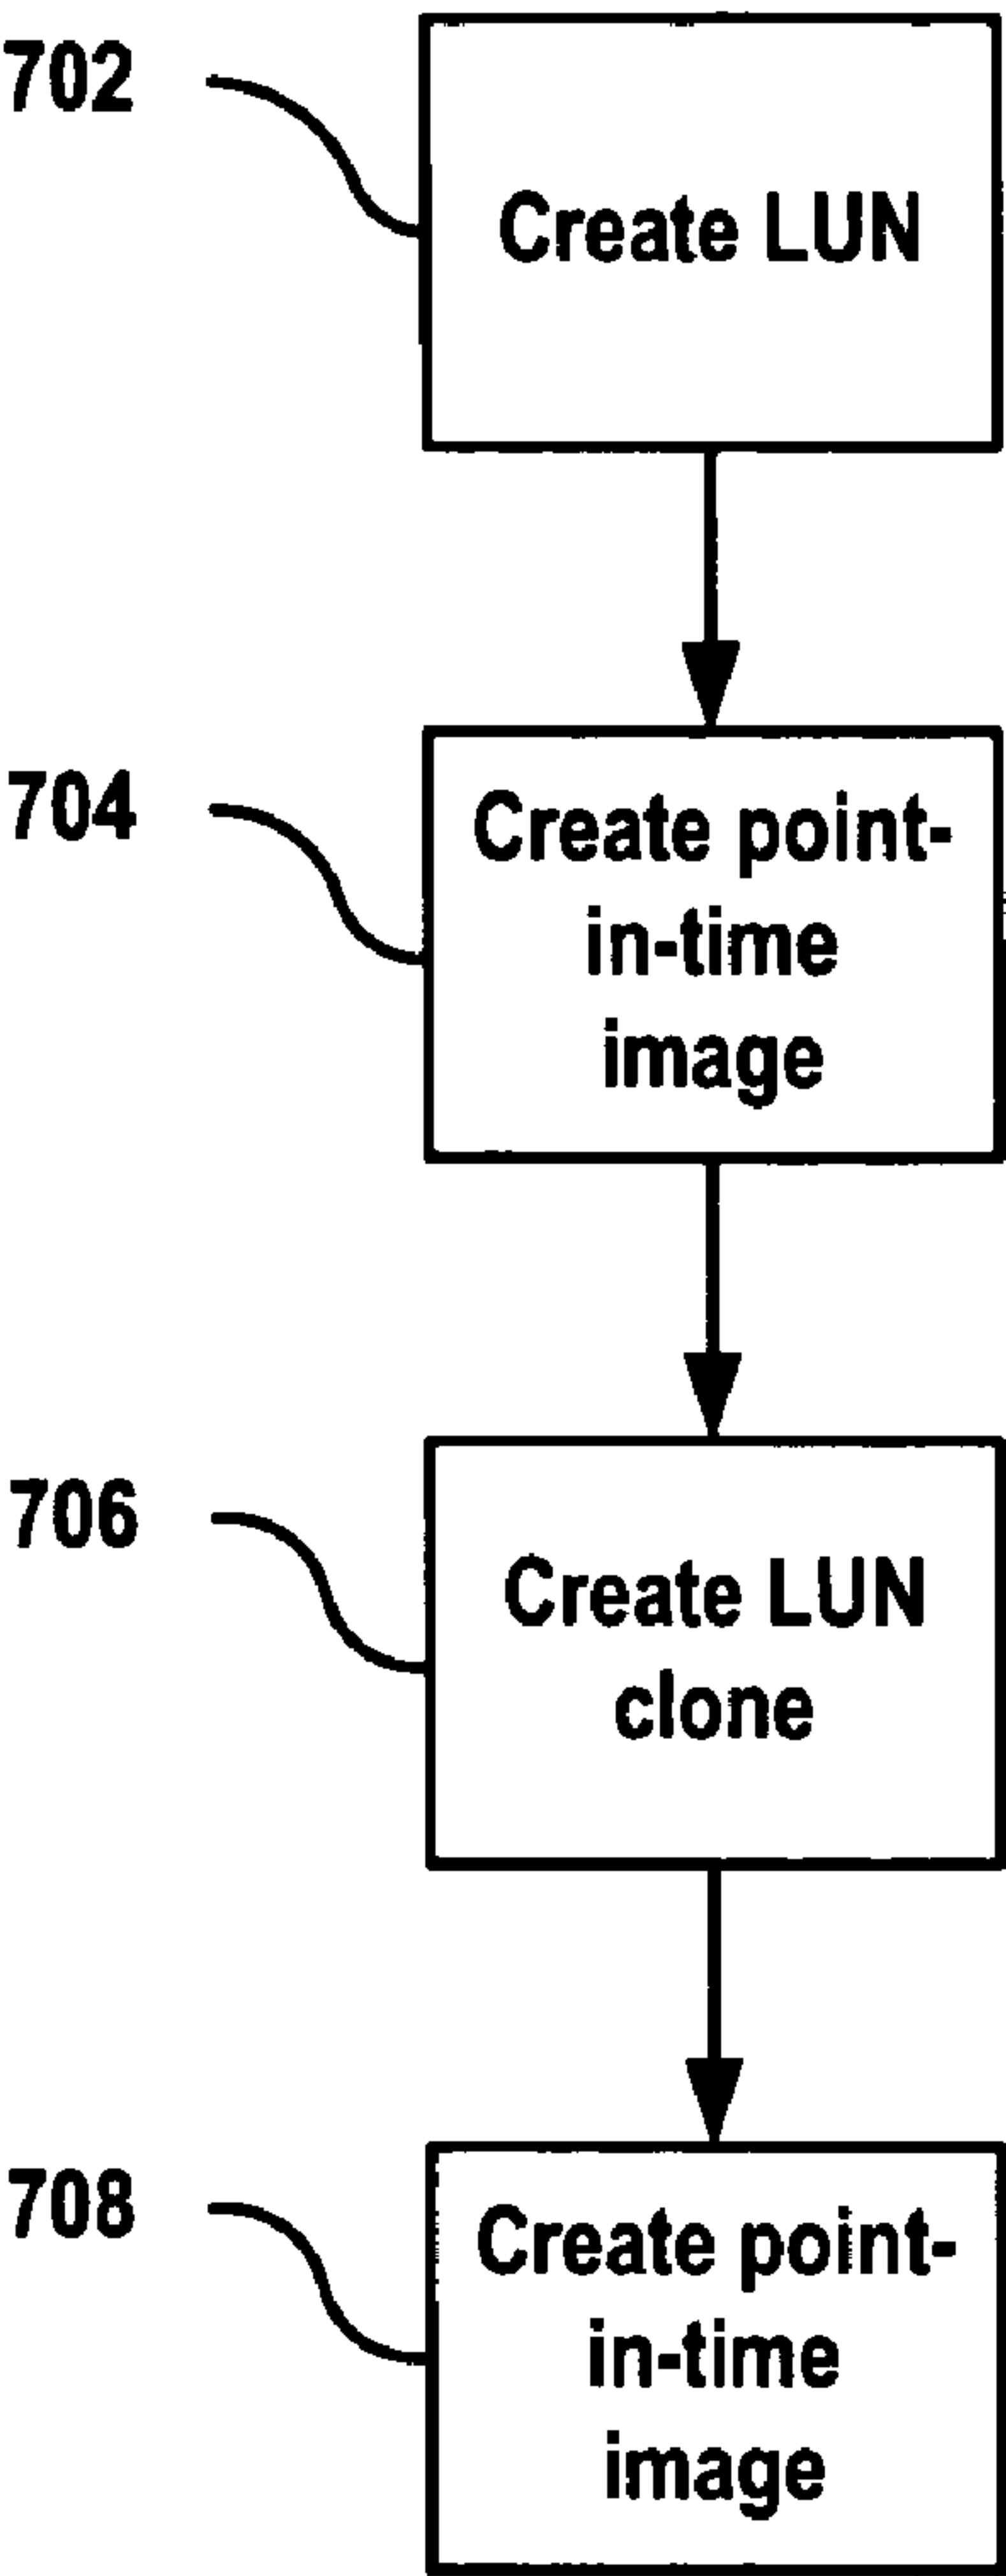 702
Create LUN
704
Create point-
in-time
image
706
Create LUN
clone
708
Create point-
in-time
image